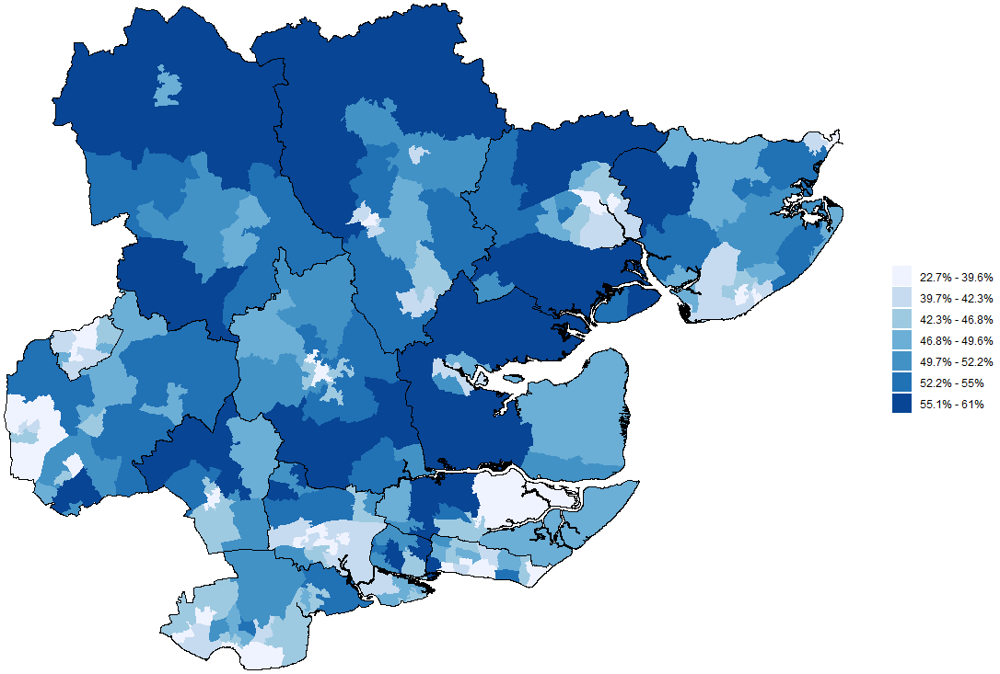 22.7% - 39.6%
39.7% - 42.3%
42.3% - 46.8%
46.8% - 49.6%
49.7% - 52.2%
52.2% - 55%
55.1% - 61%